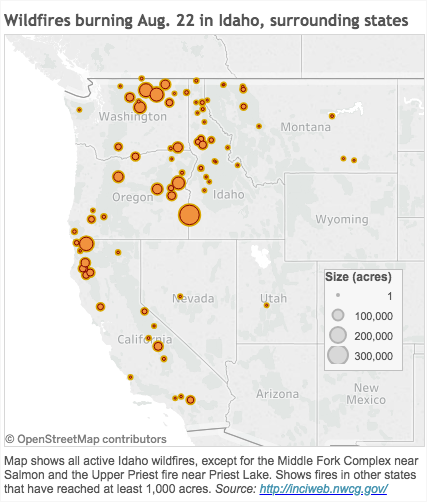 Wildfires burning Aug. 22 in Idaho, surrounding states
Washington
Montana
Oregon
Idaho
Wyoming
Size (acres)
1
100,000
200,000
300,000
Nevada
Utah
California
Arizona
New
Mexico
© OpenStreetMap contributors
Map shows all active Idaho wildfires, except for the Middle Fork Complex near
Salmon and the Upper Priest fire near Priest Lake. Shows fires in other states
that have reached at least 1,000 acres. Source: http://inciweb.nwcg.gov/